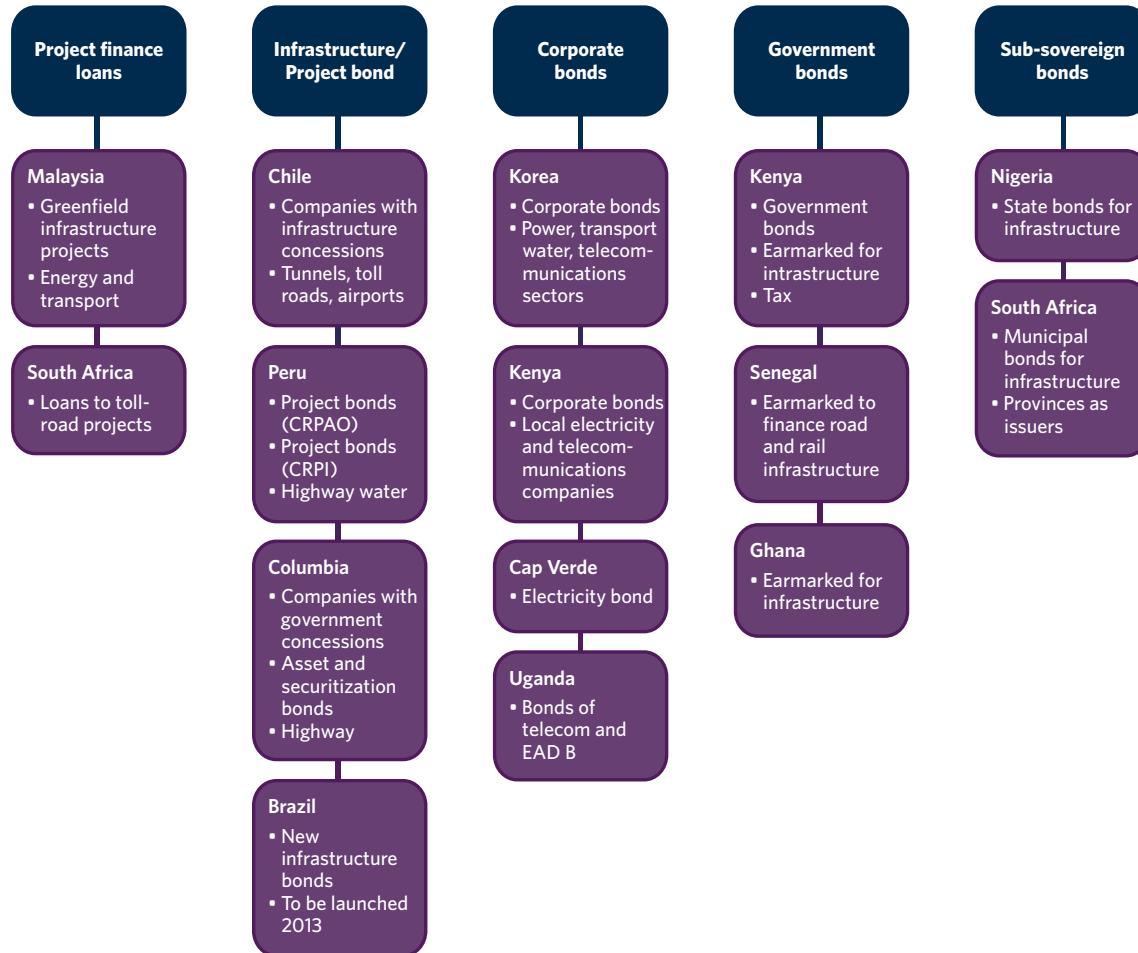 Project finance
loans
Malaysia
• Greenfield
infrastructure
projects
• Energy and
transport
South Africa
• Loans to toll-
road projects
Infrastructure/
Project bond
Chile
• Companies with
infrastructure
concessions
• Tunnels, toll
roads, airports
Peru
• Project bonds
(CRPAO)
• Project bonds
(CRPI)
• Highway water
Columbia
• Companies with
government
concessions
• Asset and
securitization
bonds
• Highway
Brazil
• New
infrastructure
bonds
• To be launched
2013
Corporate
bonds
Korea
• Corporate bonds
• Power, transport
water, telecom-
munications
sectors
Kenya
• Corporate bonds
• Local electricity
and telecom-
munications
companies
Cap Verde
• Electricity bond
Uganda
• Bonds of
telecom and
EAD B
Government
bonds
Kenya
• Government
bonds
• Earmarked for
intrastructure
• Tax
Senegal
• Earmarked to
finance road
and rail
infrastructure
Ghana
• Earmarked for
infrastructure
Sub-sovereign
bonds
Nigeria
• State bonds for
infrastructure
South Africa
• Municipal
bonds for
infrastructure
• Provinces as
issuers